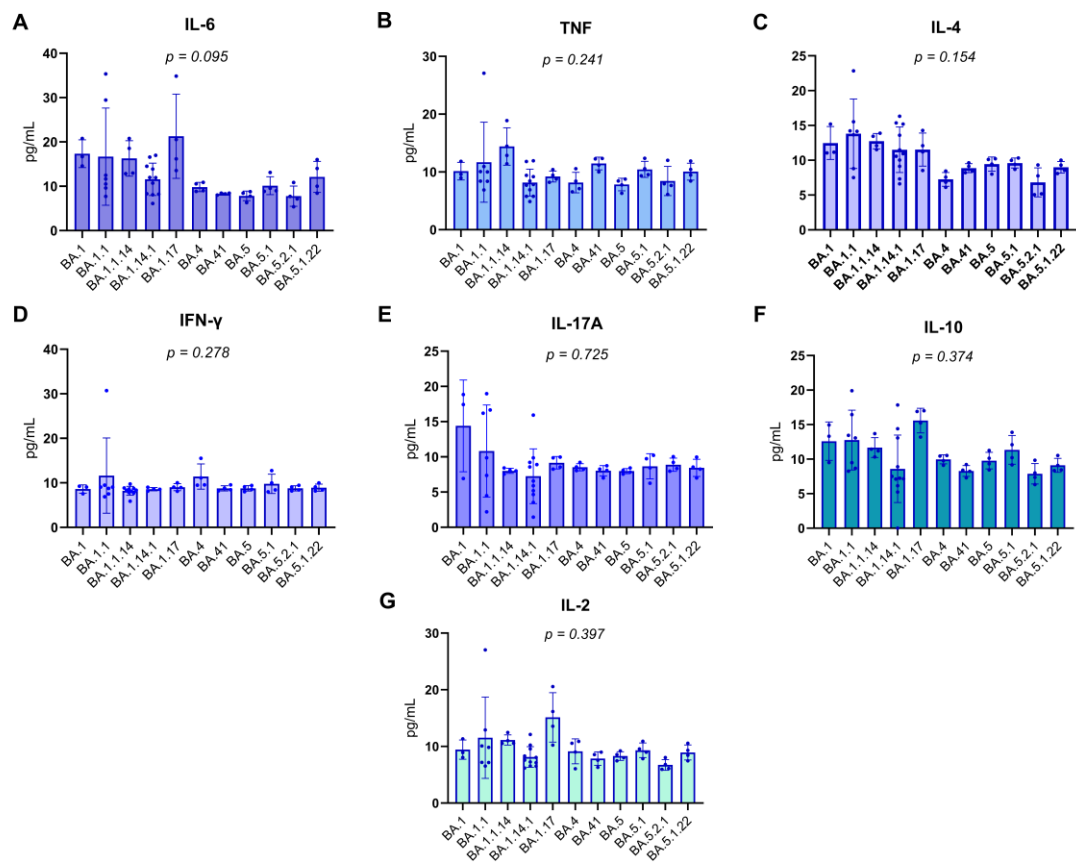 A
IL-6
p = 0.095
pg/mL
40
30
20
10
0
BA.1
BA.1.1
BA.1.1.14
BA.1.14.1
BA.1.17
BA.4
BA.41
BA.5
BA.5.1
BA.5.2.1
BA.5.1.22
B
TNF
p = 0.241
pg/mL
30
20
10
0
BA.1
BA.1.1
BA.1.1.14
BA.1.14.1
BA.1.17
BA.4
BA.41
BA.5
BA.5.1
BA.5.2.1
BA.5.1.22
C
IL-4
p = 0.154
pg/mL
25
20
15
10
5
0
BA.1
BA.1.1
BA.1.1.14
BA.1.14.1
BA.1.17
BA.4
BA.41
BA.5
BA.5.1
BA.5.2.1
BA.5.1.22
D
IFN-γ
p = 0.278
pg/mL
40
30
20
10
0
BA.1
BA.1.1
BA.1.1.14
BA.1.14.1
BA.1.17
BA.4
BA.41
BA.5
BA.5.1
BA.5.2.1
BA.5.1.22
E
IL-17A
p = 0.725
pg/mL
25
20
15
10
5
0
BA.1
BA.1.1
BA.1.1.14
BA.1.14.1
BA.1.17
BA.4
BA.41
BA.5
BA.5.1
BA.5.2.1
BA.5.1.22
F
IL-10
p = 0.374
pg/mL
25
20
15
10
5
0
BA.1
BA.1.1
BA.1.1.14
BA.1.14.1
BA.1.17
BA.4
BA.41
BA.5
BA.5.1
BA.5.2.1
BA.5.1.22
G
IL-2
p = 0.397
pg/mL
30
20
10
0
BA.1
BA.1.1
BA.1.1.14
BA.1.14.1
BA.1.17
BA.4
BA.41
BA.5
BA.5.1
BA.5.2.1
BA.5.1.22